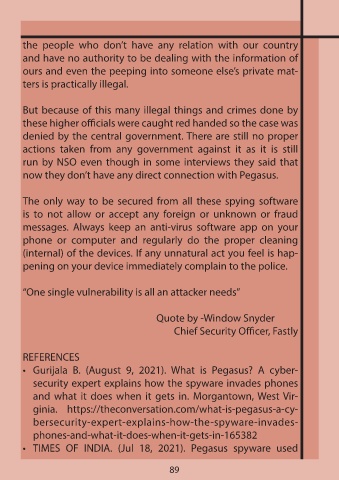 the people who don’t have any relation with our country
and have no authority to be dealing with the information of
ours and even the peeping into someone else’s private mat-
ters is practically illegal.
But because of this many illegal things and crimes done by
these higher officials were caught red handed so the case was
denied by the central government. There are still no proper
actions taken from any government against it as it is still
run by NSO even though in some interviews they said that
now they don’t have any direct connection with Pegasus.
The only way to be secured from all these spying software
is to not allow or accept any foreign or unknown or fraud
messages. Always keep an anti-virus software app on your
phone or computer and regularly do the proper cleaning
(internal) of the devices. If any unnatural act you feel is hap-
pening on your device immediately complain to the police.
“One single vulnerability is all an attacker needs”
Quote by -Window Snyder
Chief Security Officer, Fastly
REFERENCES
• Gurijala B. (August 9, 2021). What is Pegasus? A cyber-
security expert explains how the spyware invades phones
and what it does when it gets in. Morgantown, West Vir-
ginia. https://theconversation.com/what-is-pegasus-a-cy-
bersecurity-expert-explains-how-the-spyware-invades-
phones-and-what-it-does-when-it-gets-in-165382
• TIMES OF INDIA. (Jul 18, 2021). Pegasus spyware used
89